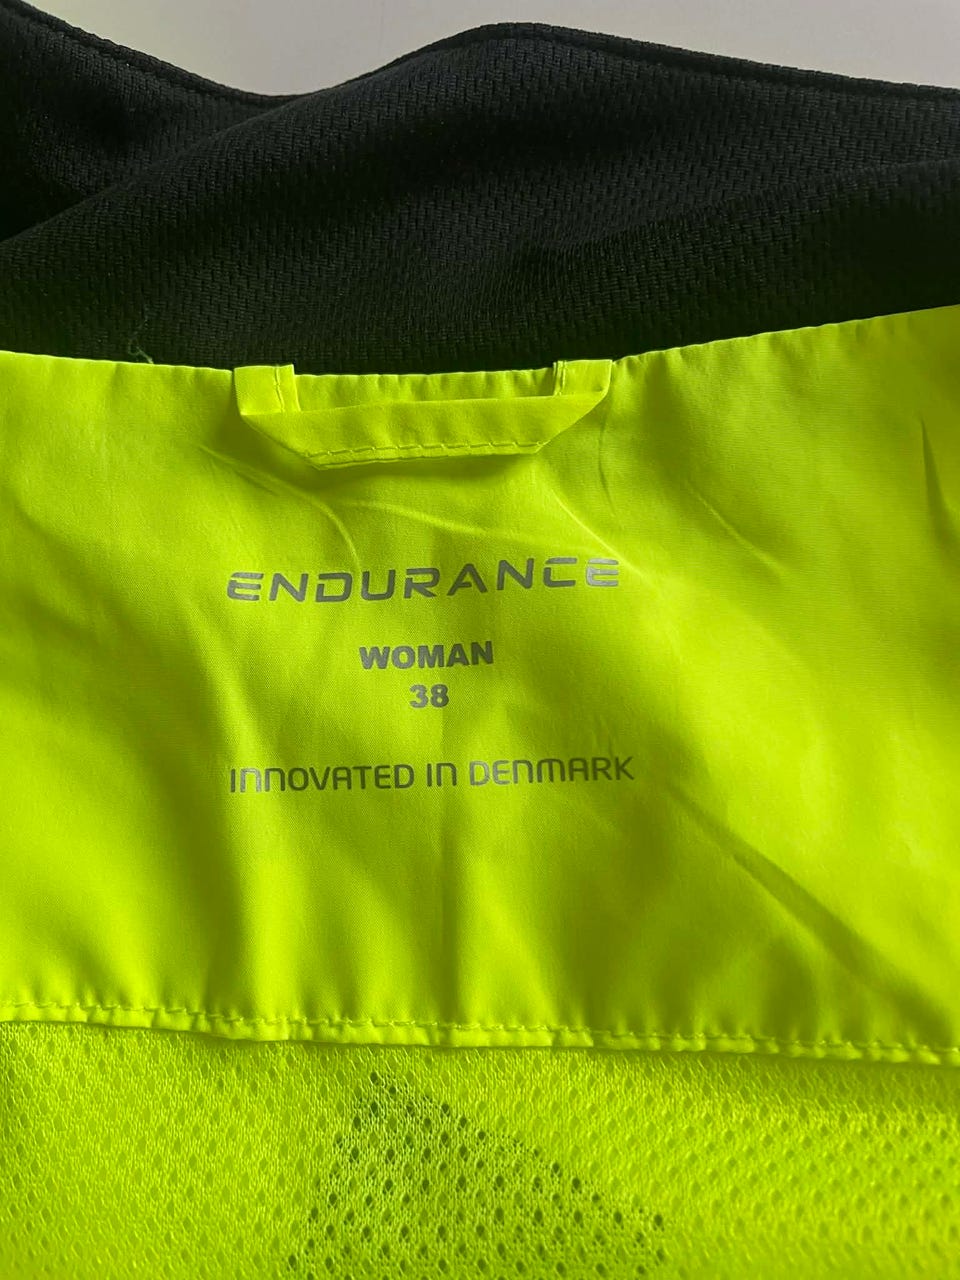 ENDURANCE
WOMAN
38
INNOVATED IN DENMARK